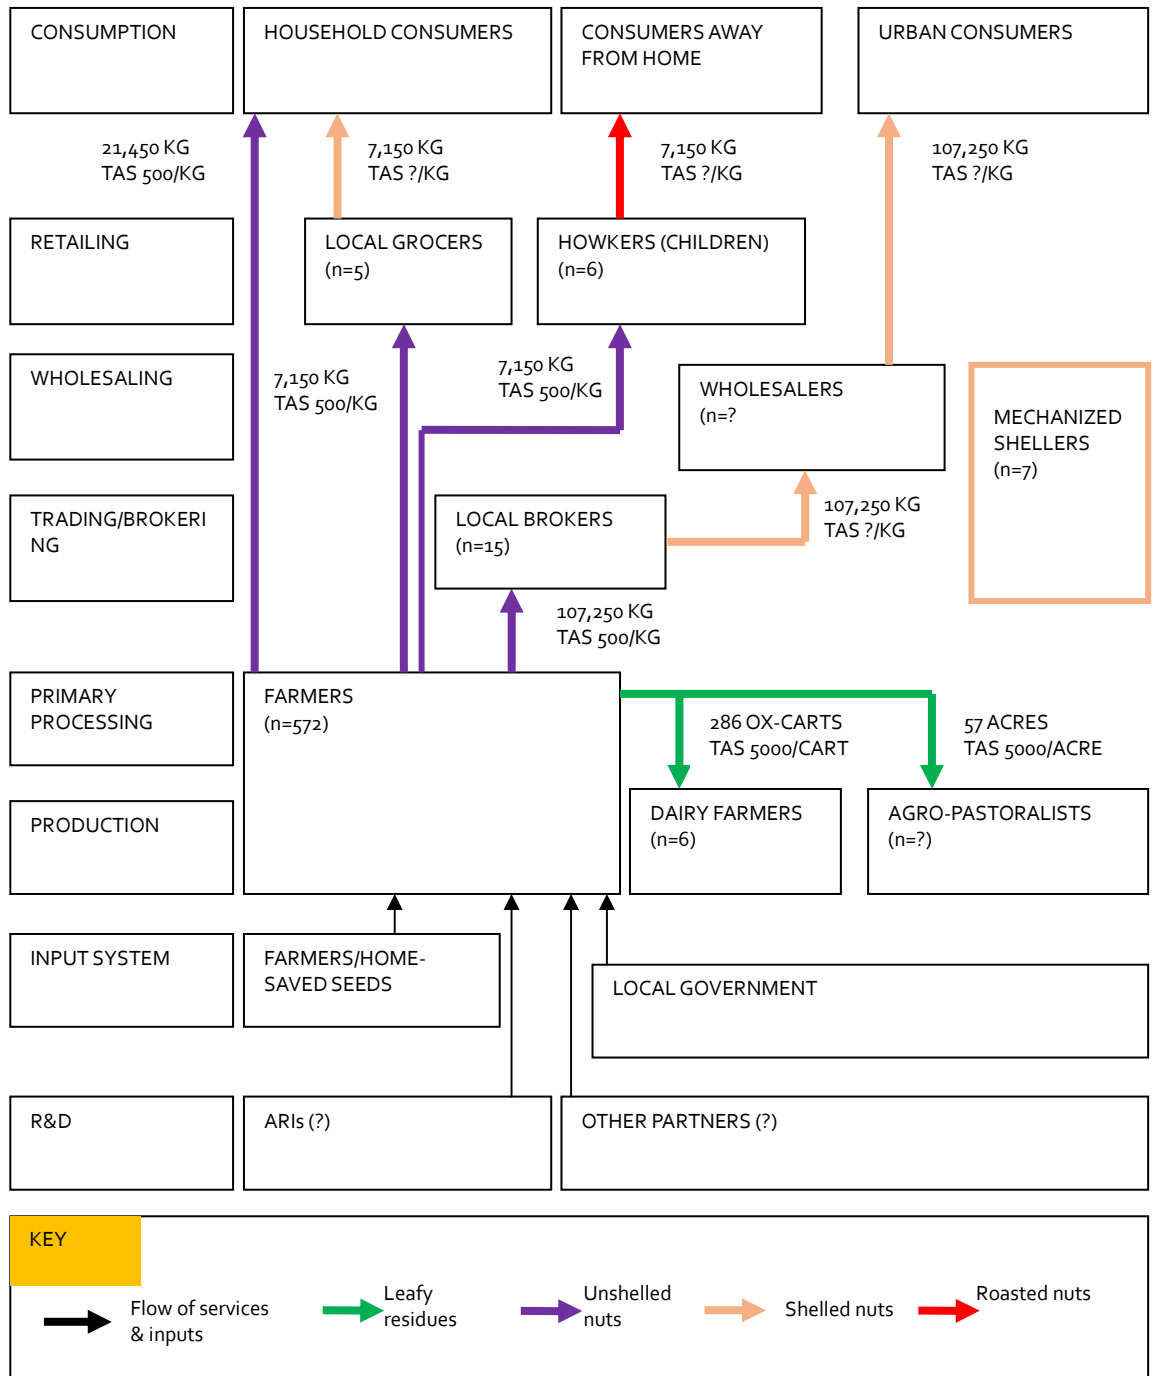 CONSUMPTION
HOUSEHOLD CONSUMERS
CONSUMERS AWAY
FROM HOME
URBAN CONSUMERS
21,450 KG
TAS 500/KG
7,150 KG
TAS ?/KG
7,150 KG
TAS ?/KG
107,250 KG
TAS ?/KG
RETAILING
LOCAL GROCERS
(n=5)
HOWKERS (CHILDREN)
(n=6)
WHOLESALING
7,150 KG
TAS 500/KG
7,150 KG
TAS 500/KG
WHOLESALERS
(n=?
MECHANIZED
SHELLERS
(n=7)
TRADING/BROKERI
NG
LOCAL BROKERS
(n=15)
107,250 KG
TAS ?/KG
107,250 KG
TAS 500/KG
PRIMARY
PROCESSING
FARMERS
(n=572)
286 OX-CARTS
TAS 5000/CART
57 ACRES
TAS 5000/ACRE
PRODUCTION
DAIRY FARMERS
(n=6)
AGRO-PASTORALISTS
(n=?)
INPUT SYSTEM
FARMERS/HOME-
SAVED SEEDS
LOCAL GOVERNMENT
R&D
ARIs (?)
OTHER PARTNERS (?)
KEY
Flow of services
& inputs
Leafy
residues
Unshelled
nuts
Shelled nuts
Roasted nuts